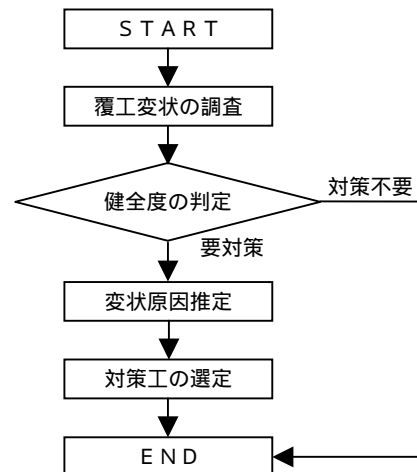 ＳＴＡＲＴ
覆工変状の調査
健全度の判定
対策不要
要対策
変状原因推定
対策工の選定
ＥＮＤ